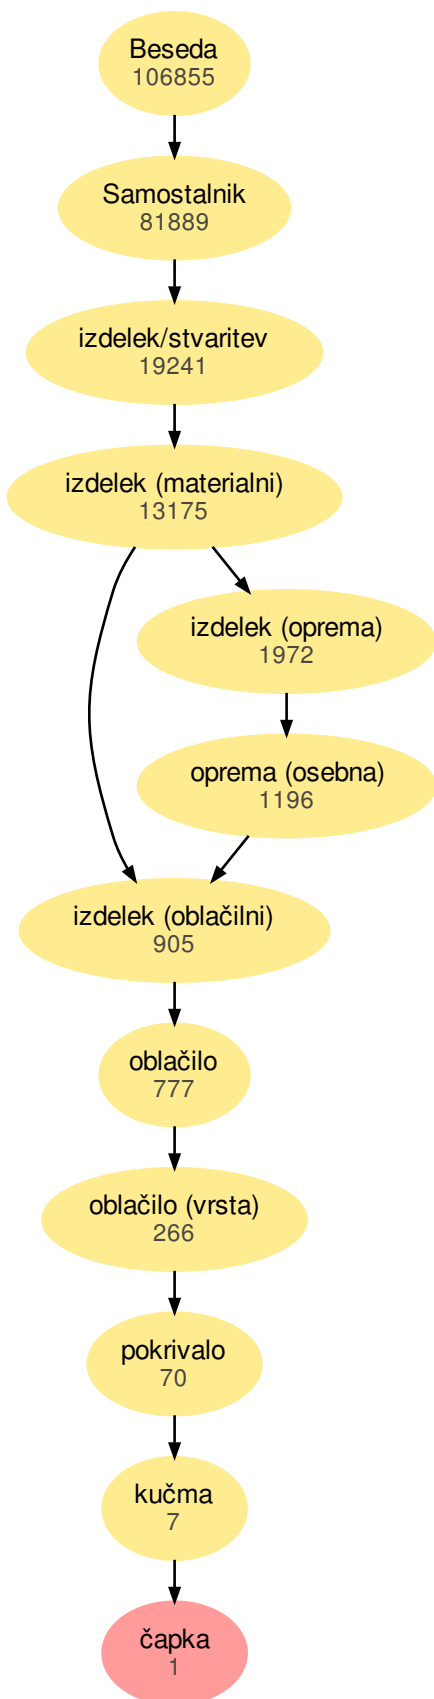 Beseda
106855
Samostalnik
81889
izdelek/stvaritev
19241
izdelek (materialni)
13175
izdelek (oprema)
1972
oprema (osebna)
1196
izdelek (oblačilni)
905
oblačilo
777
oblačilo (vrsta)
266
pokrivalo
70
kučma
7
čapka
1